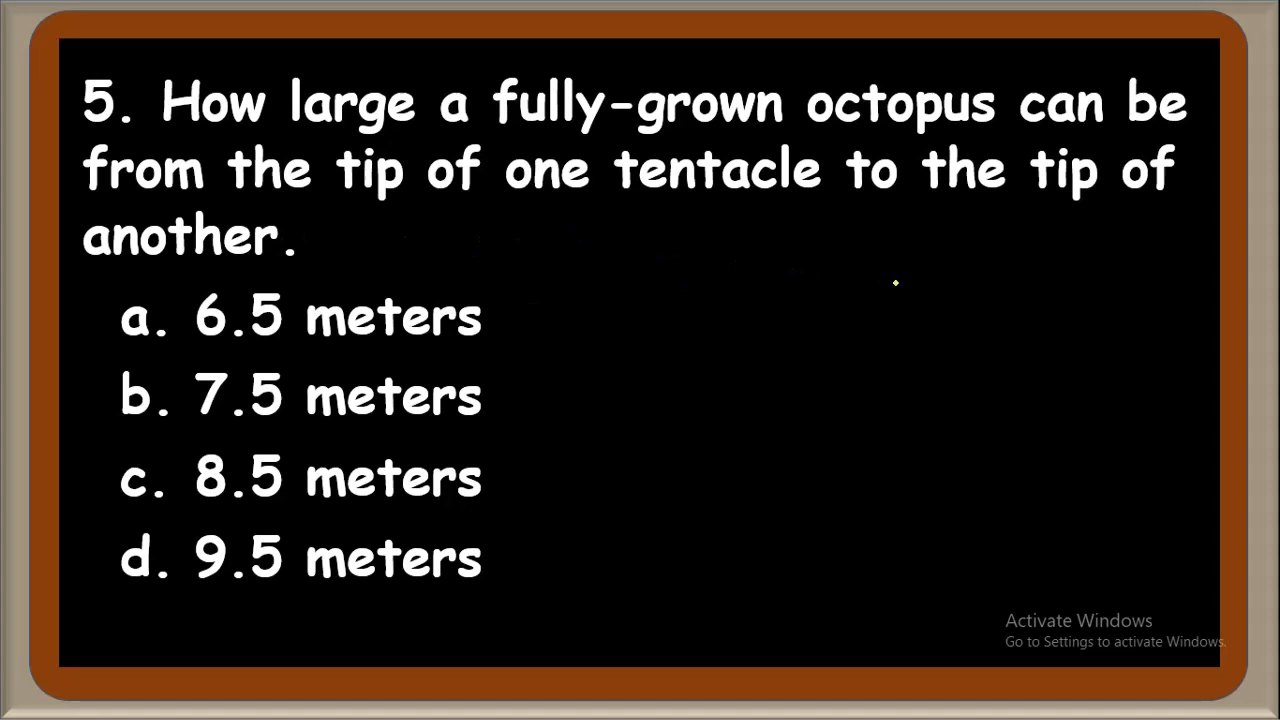 5. How large a fully-grown octopus can be
from the tip of one tentacle to the tip of
another.
a. 6.5 meters
b. 7.5 meters
c. 8.5 meters
d. 9.5 meters
Activate Windows
Go to Settings to activate Windows.